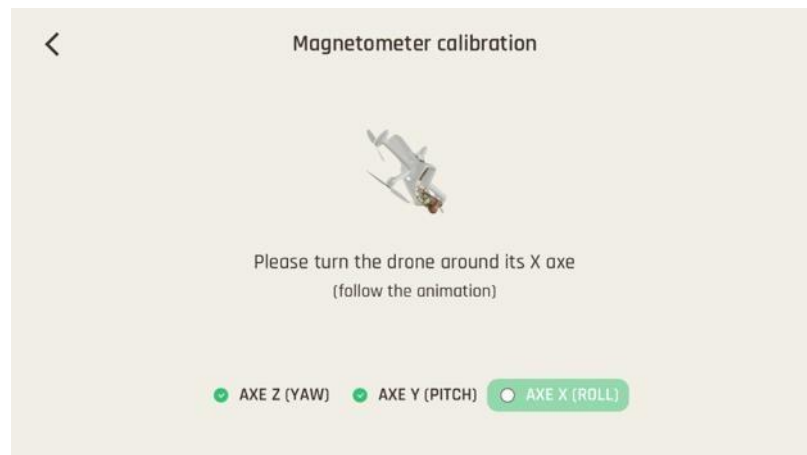 Magnetometer calibration
Please turn the drone around its X axe
(follow the animation)
AXE Z (YAW) AXE Y (PITCH) AXE X (ROLL)